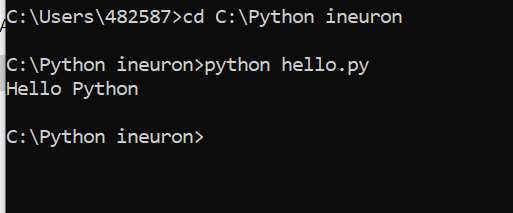 C:\Users\482587>cd C:\Python ineuron
C:\Python ineuron>python hello.py
Hello Python
C:\Python ineuron>